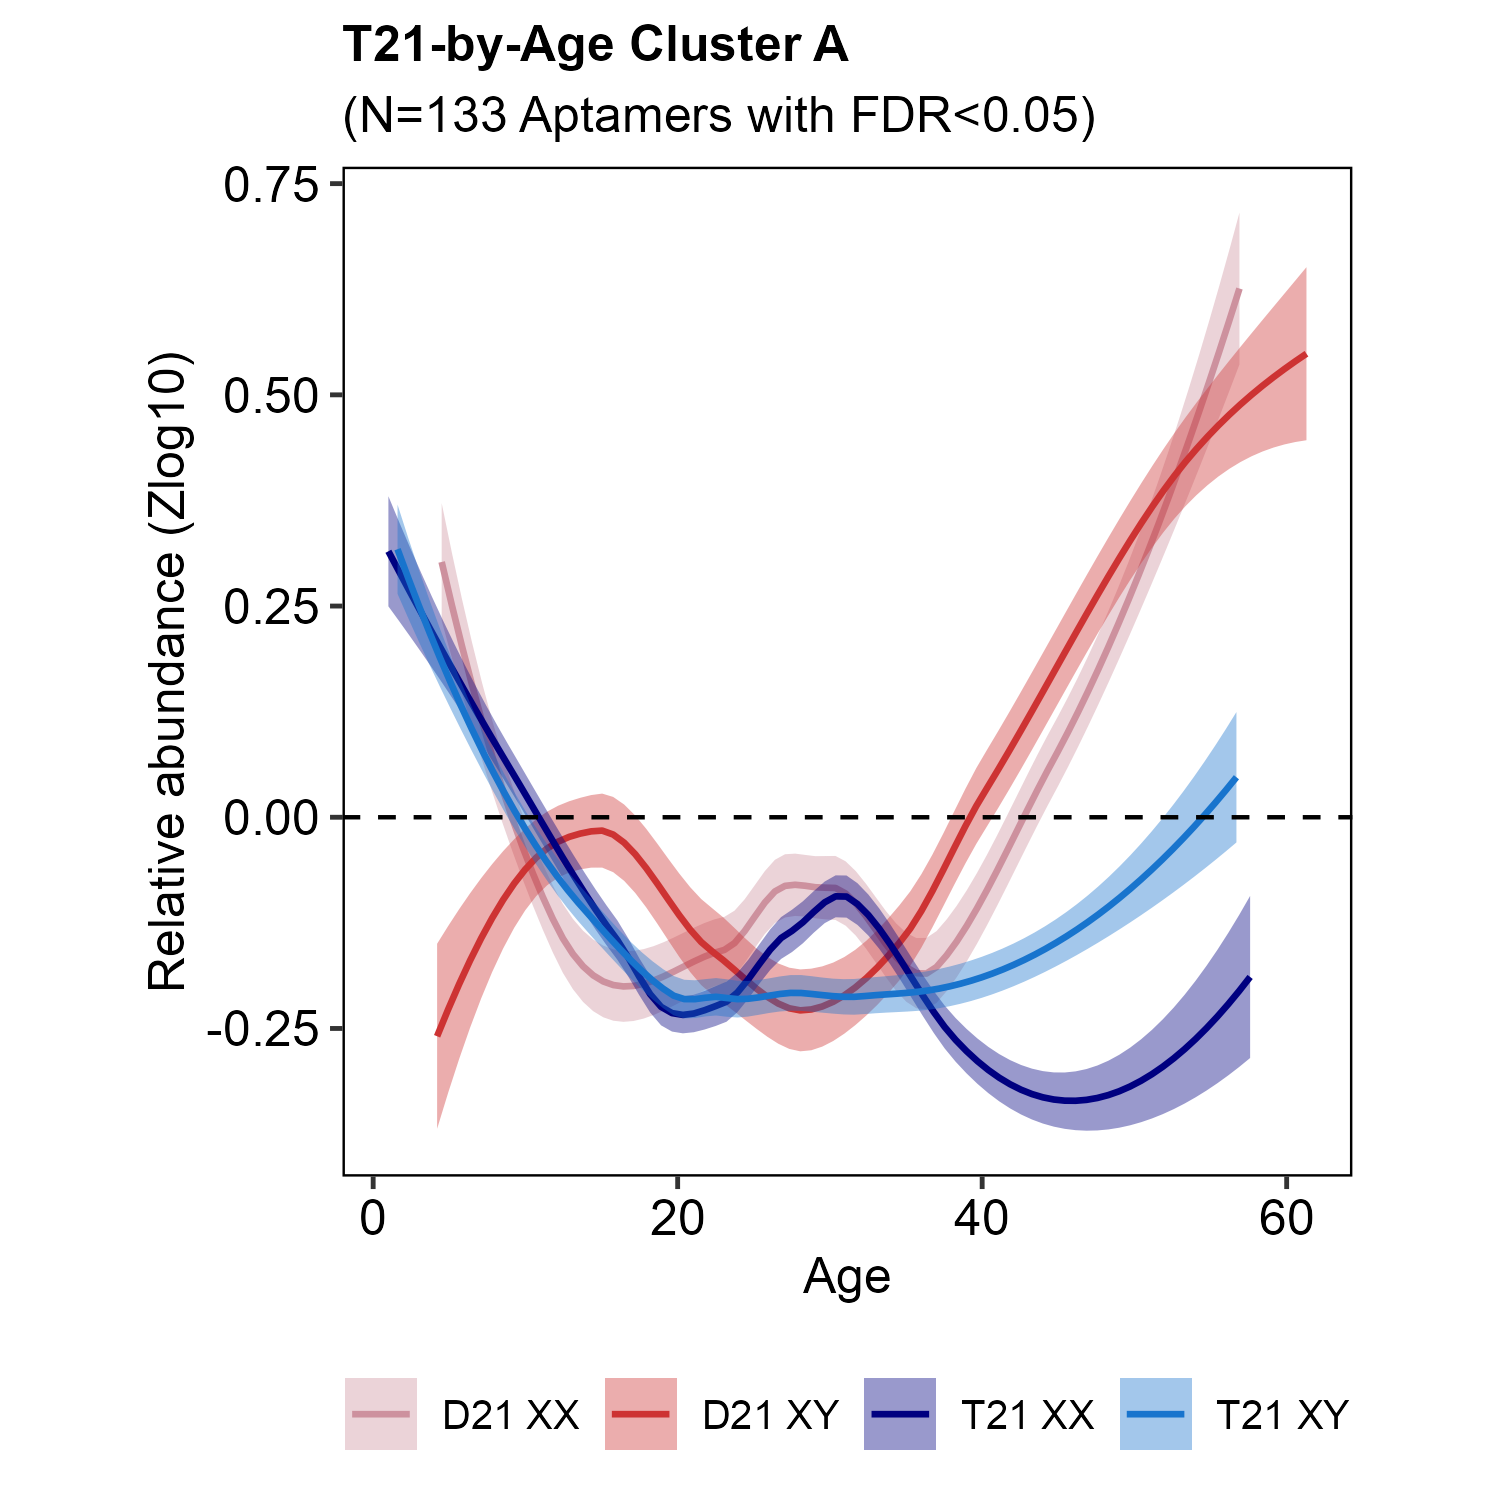 T21-by-Age Cluster A
(N=133 Aptamers with FDR<0.05)
Relative abundance (Zlog10)
0.75
0.50
0.25
0.00
-0.25
0 20 40 60
Age
D21 XX D21 XY T21 XX T21 XY